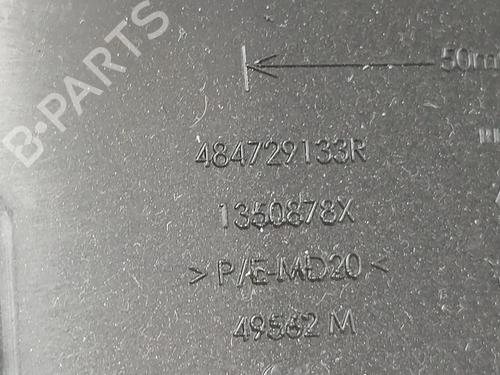 B-PARTS
50m
484729133R
1350878X
> P/E-MD20 <
49562 M